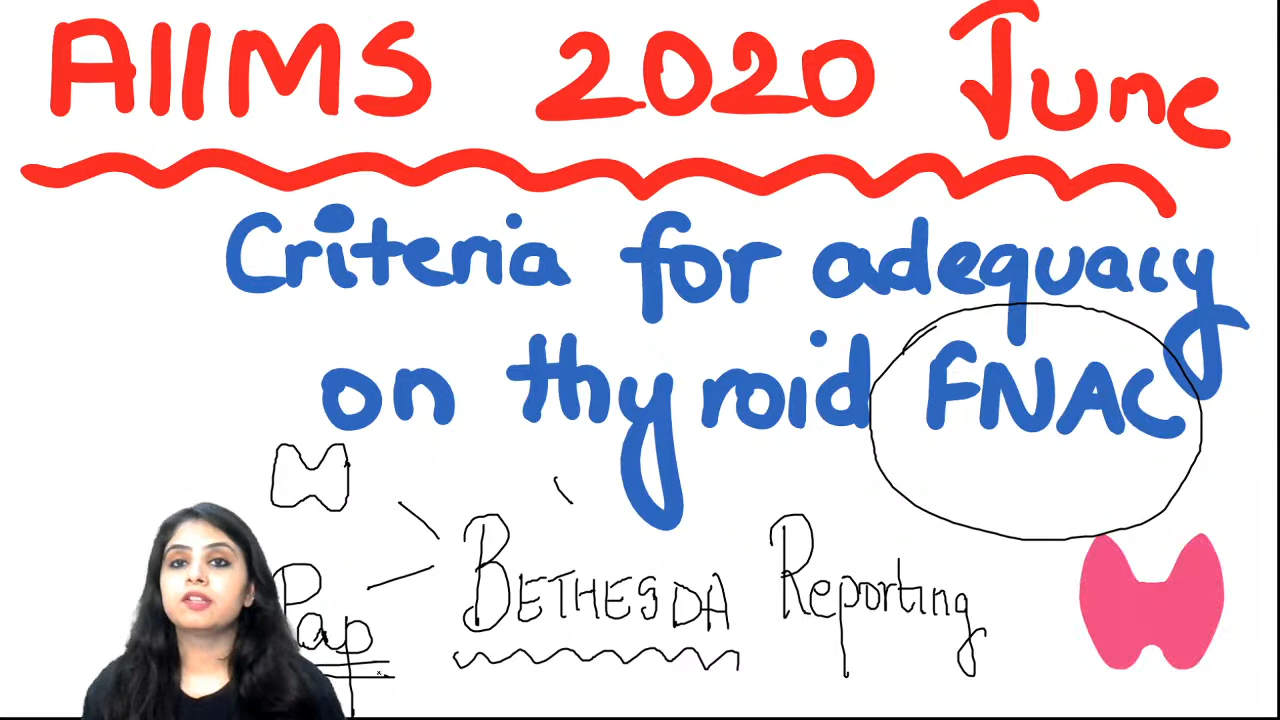 AIIMS 2020 June
Criteria for adequacy
on thyroid FNAC
BETHESDA Reporting
Pap